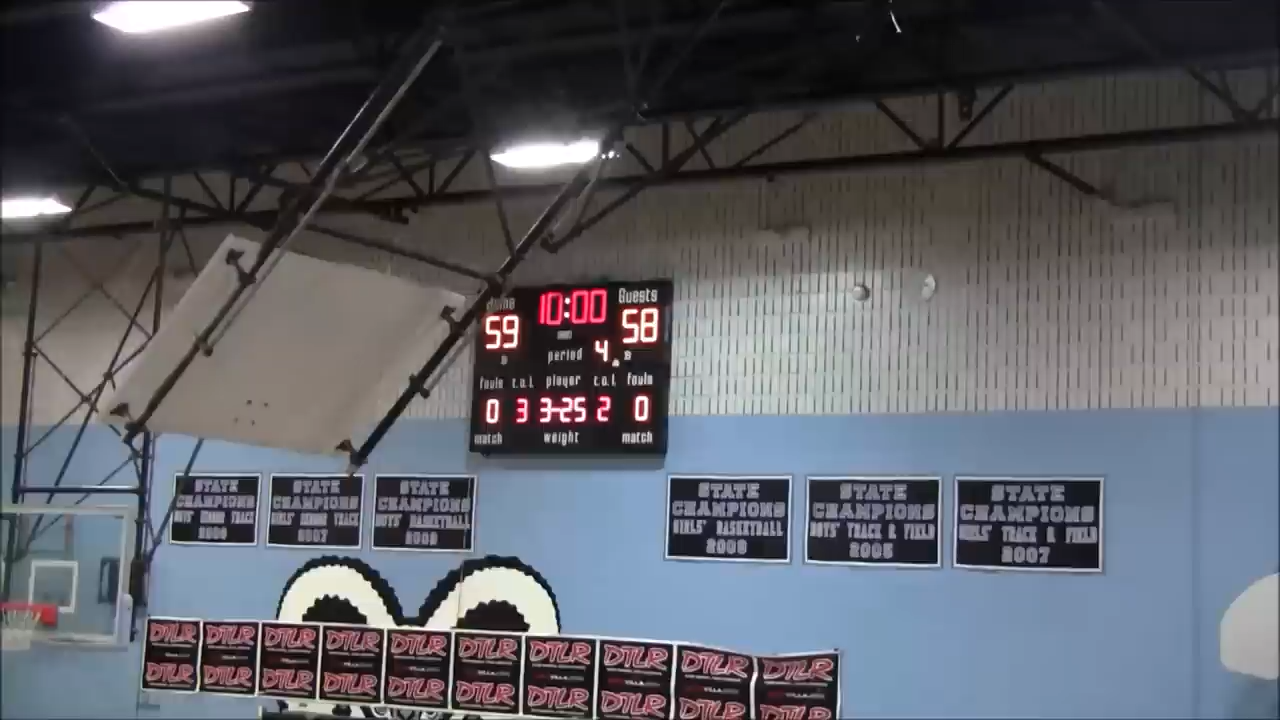 10:00
Guests
59
58
period 4
fouls t.o.l player t.o.l fouls
0 3 3-25 2 0
match weight match
STATE
CHAMPIONS
STATE
CHAMPIONS
2007
STATE
CHAMPIONS
BOYS' BASKETBALL
STATE
CHAMPIONS
GIRLS' BASKETBALL
STATE
CHAMPIONS
BOYS' TRACK & FIELD
2005
STATE
CHAMPIONS
GIRLS' TRACK & FIELD
2007
DTLR DTLR DTLR DTLR DTLR DTLR DTLR DTLR DTLR DTLR
DTLR DTLR DTLR DTLR DTLR DTLR DTLR DTLR DTLR DTLR